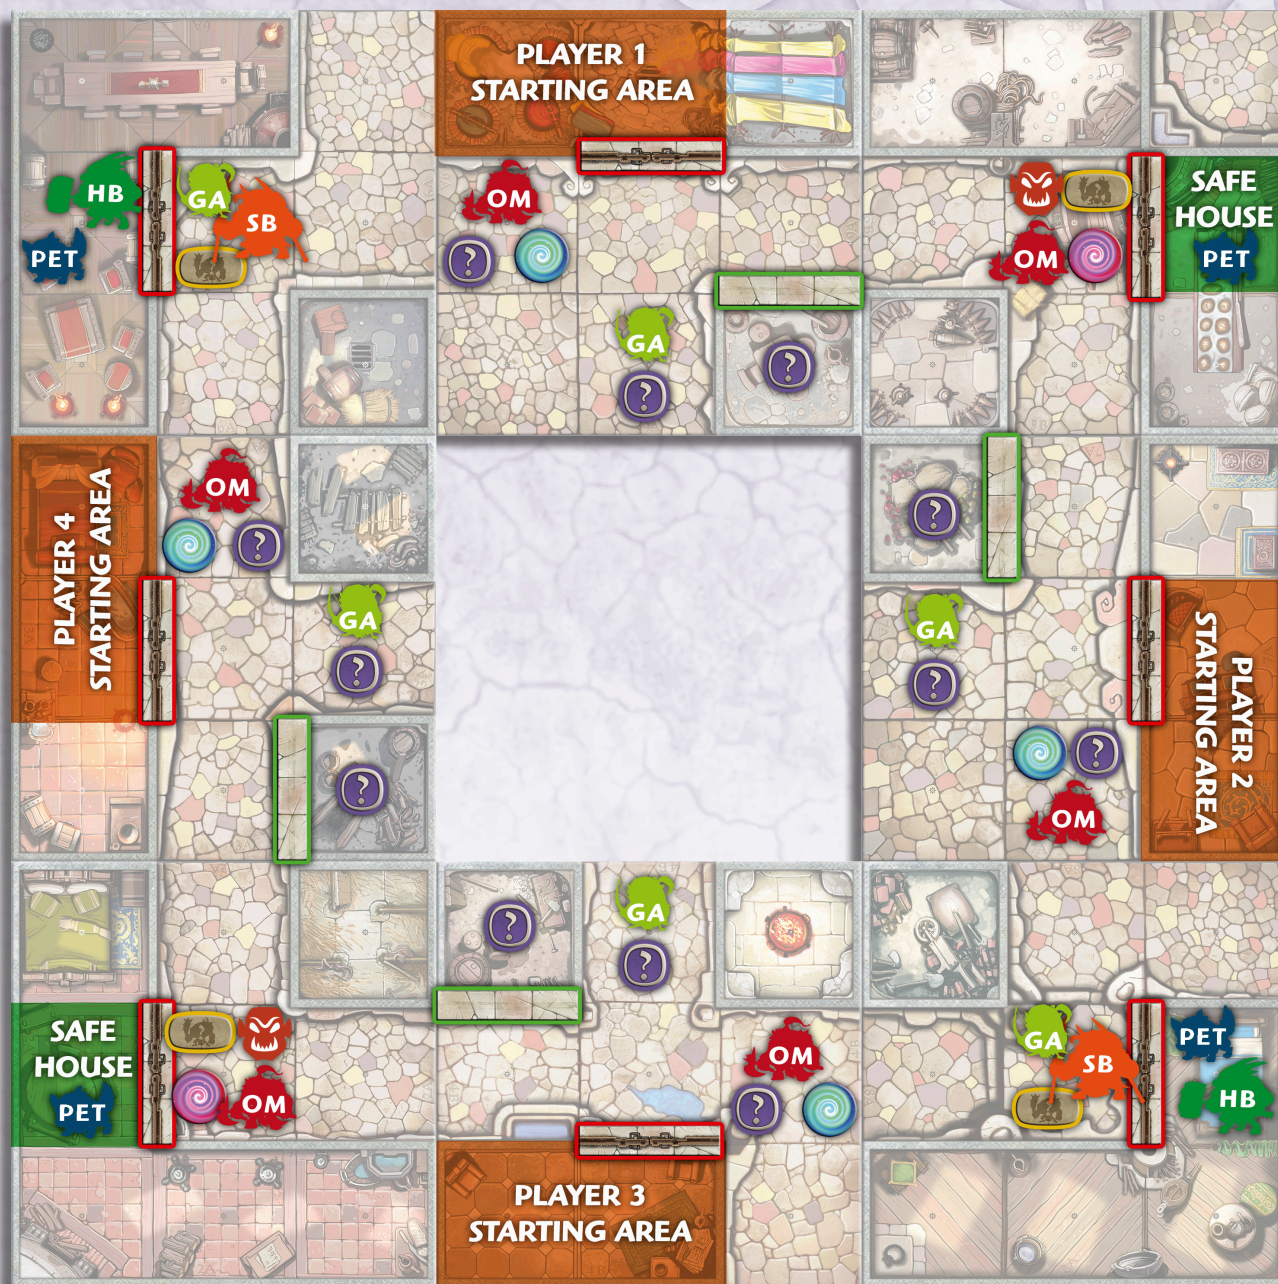 PLAYER 1
STARTING AREA
HB
GA
SB
PET
OM
?
GA
?
?
OM
SAFE
HOUSE
PET
PLAYER 4
STARTING AREA
OM
?
GA
?
?
?
GA
?
?
OM
PLAYER 2
STARTING AREA
SAFE
HOUSE
PET
OM
?
GA
?
OM
?
GA
SB
PET
HB
PLAYER 3
STARTING AREA